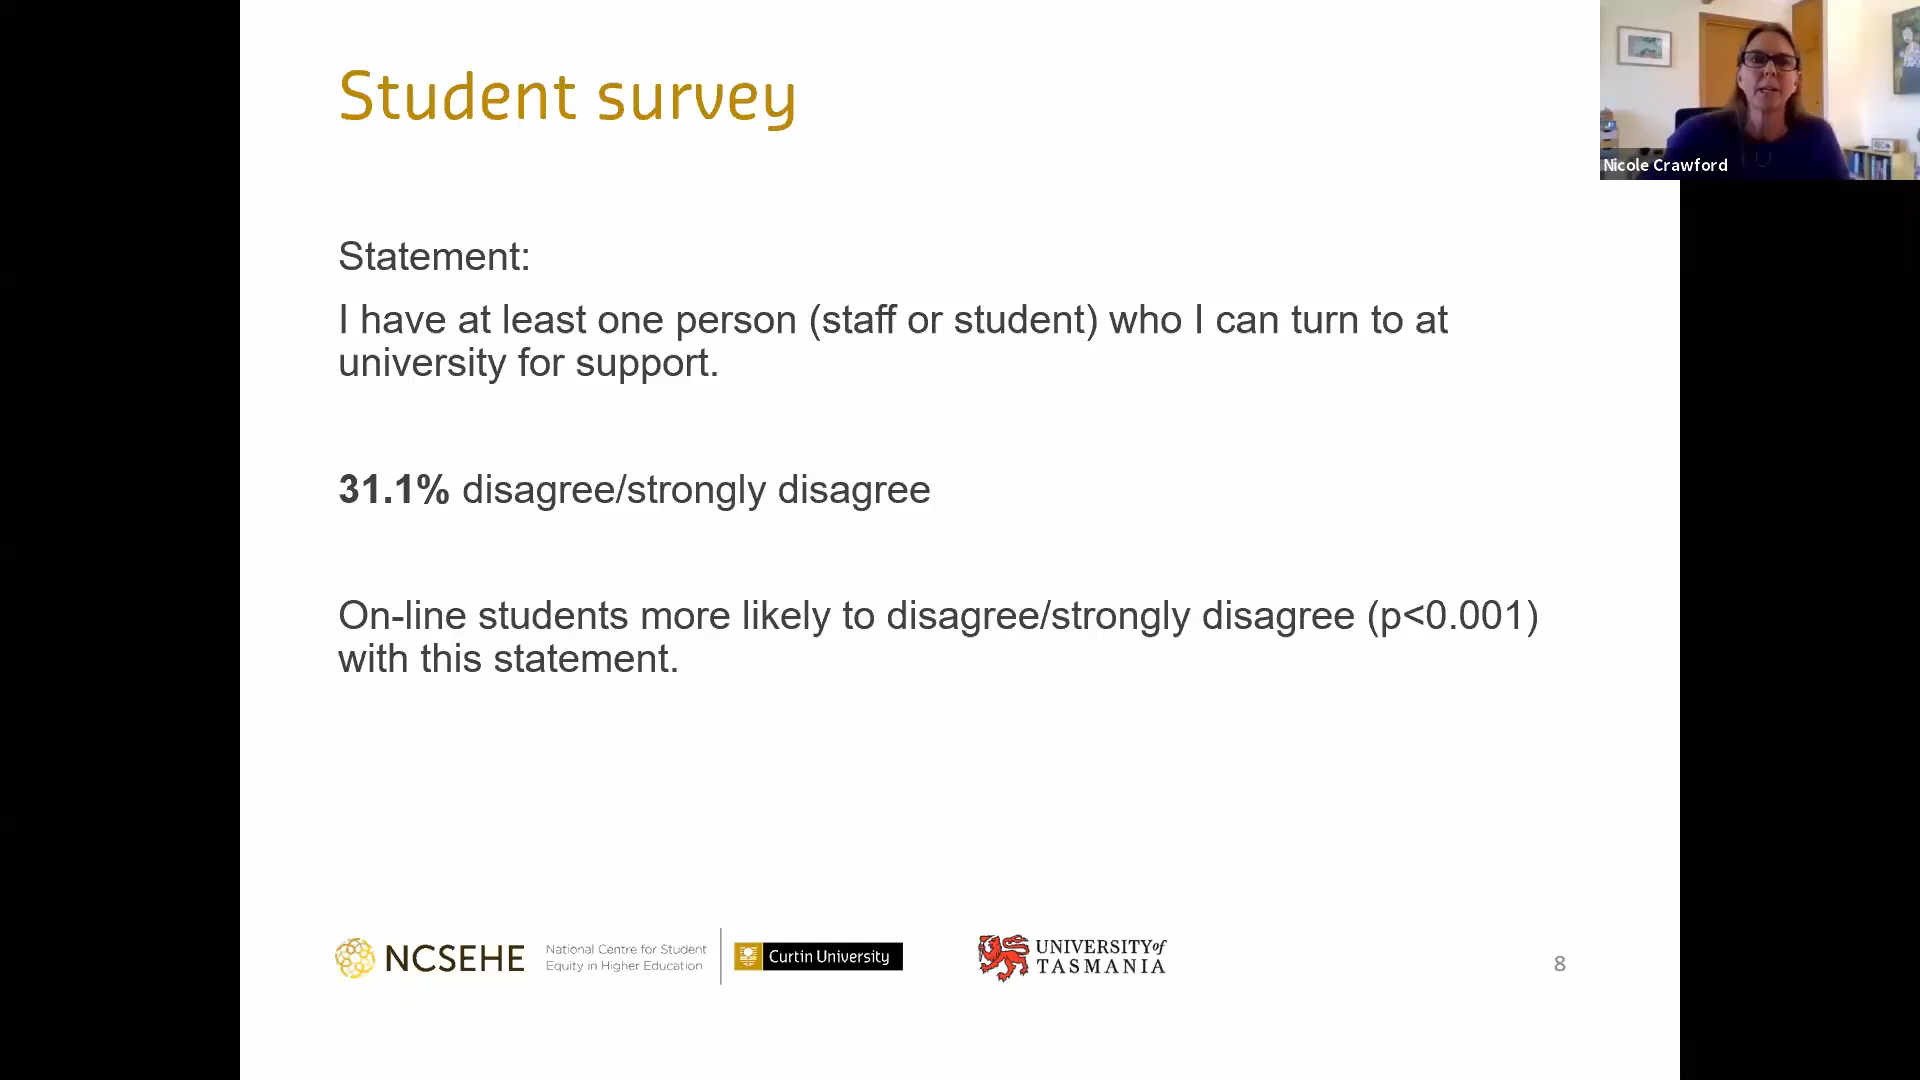 Student survey
Nicole Crawford
Statement:
I have at least one person (staff or student) who I can turn to at
university for support.
31.1% disagree/strongly disagree
On-line students more likely to disagree/strongly disagree (p<0.001)
with this statement.
NCSEHE
National Centre for Student
Equity in Higher Education
Curtin University
UNIVERSITY of
TASMANIA
8